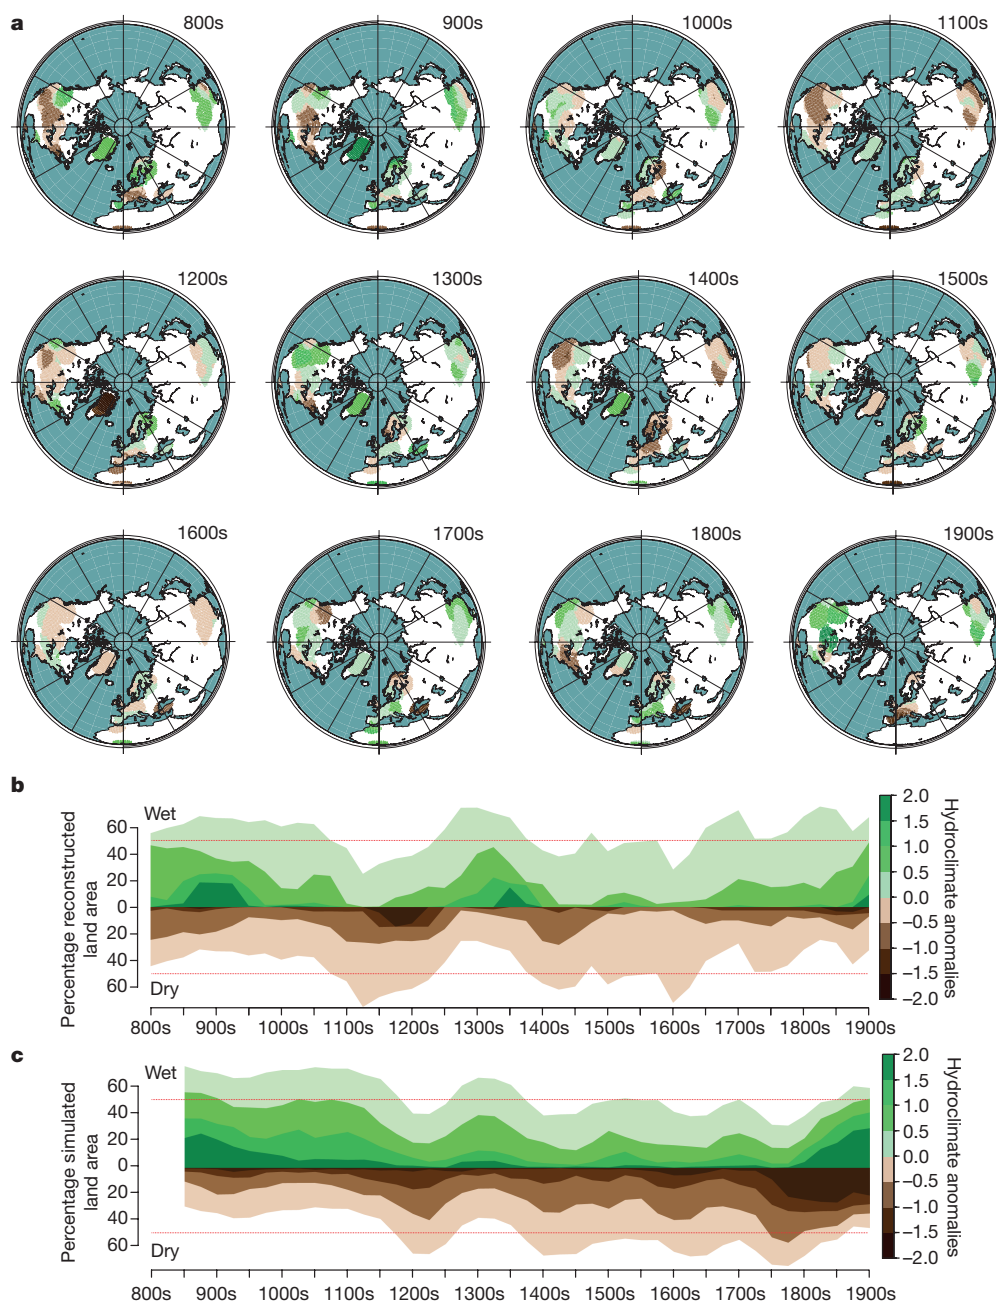 a
800s 900s 1000s 1100s
1200s 1300s 1400s 1500s
1600s 1700s 1800s 1900s
b
Percentage reconstructed
land area
Wet
60
40
20
0
20
40
60
Dry
800s 900s 1000s 1100s 1200s 1300s 1400s 1500s 1600s 1700s 1800s 1900s
2.0
1.5
1.0
0.5
0.0
−0.5
−1.0
−1.5
−2.0
Hydroclimate anomalies
c
Percentage simulated
land area
Wet
60
40
20
0
20
40
60
Dry
800s 900s 1000s 1100s 1200s 1300s 1400s 1500s 1600s 1700s 1800s 1900s
2.0
1.5
1.0
0.5
0.0
−0.5
−1.0
−1.5
−2.0
Hydroclimate anomalies